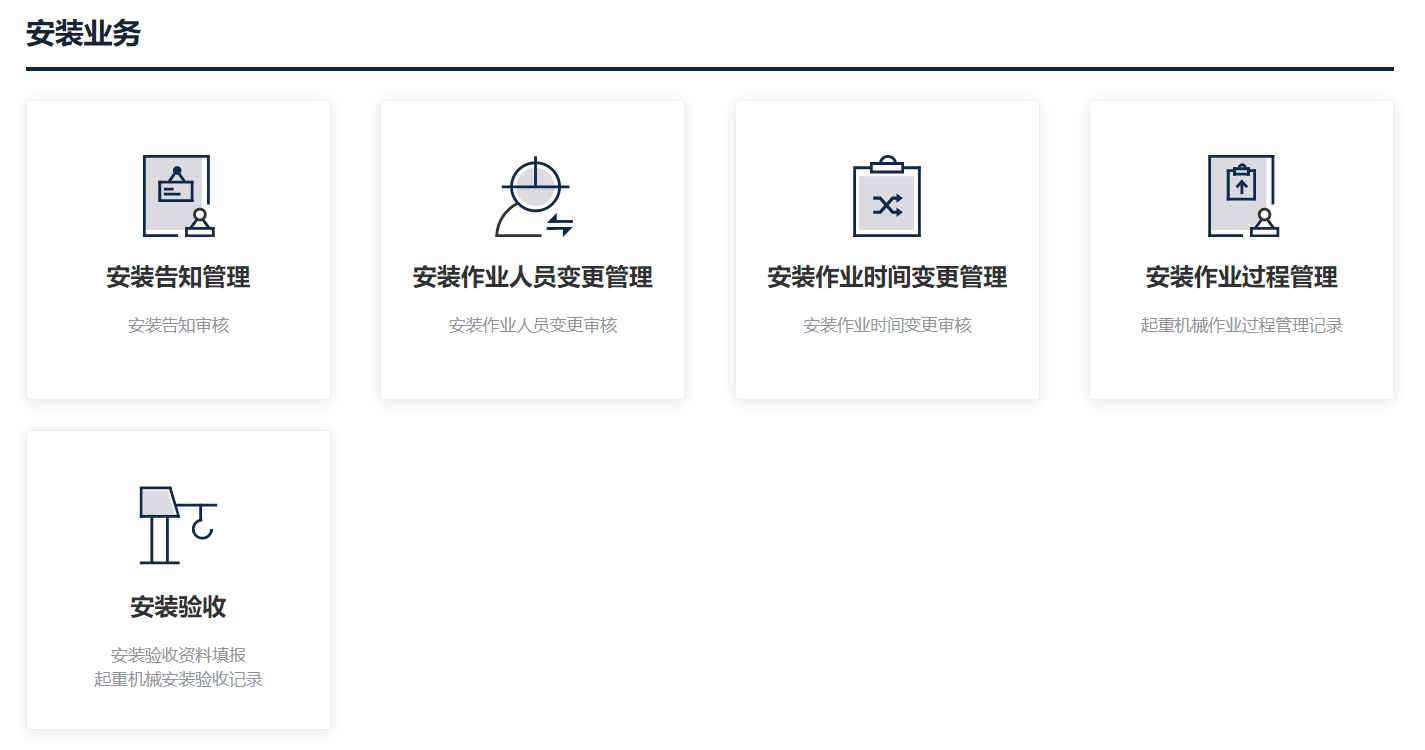 安装业务
安装告知管理
安装告知审核
安装作业人员变更管理
安装作业人员变更审核
安装作业时间变更管理
安装作业时间变更审核
安装作业过程管理
起重机械作业过程管理记录
安装验收
安装验收资料填报
起重机械安装验收记录